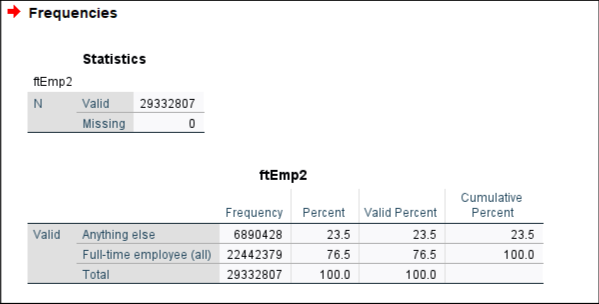 Frequencies
Statistics
ftEmp2
N Valid 29332807
Missing 0
ftEmp2
Frequency Percent Valid Percent Cumulative Percent
Valid Anything else 6890428 23.5 23.5 23.5
Full-time employee (all) 22442379 76.5 76.5 100.0
Total 29332807 100.0 100.0